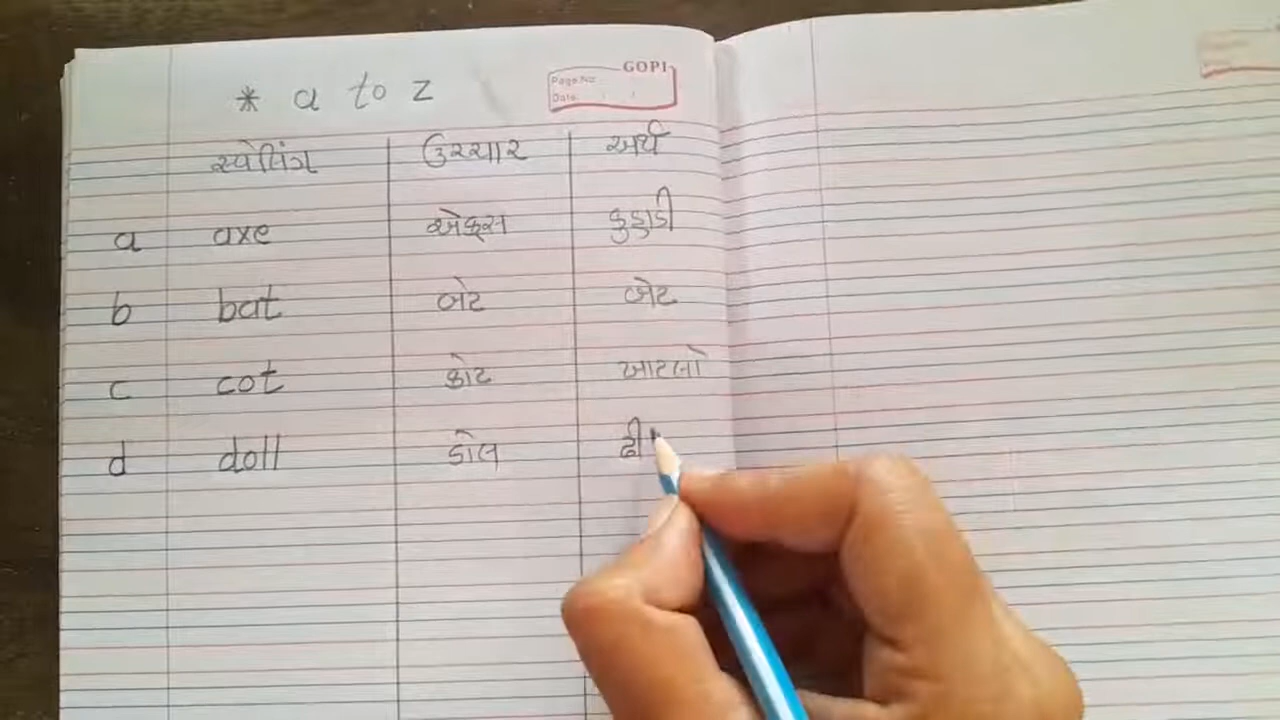 GOPI
Page No.
Date
* a to z
સ્પેલિંગ ઉચ્ચાર અર્થ
a axe એક્સ કુહાડી
b bat બેટ બેટ
c cot કોટ ખાટલો
d doll ડોલ ઢીં